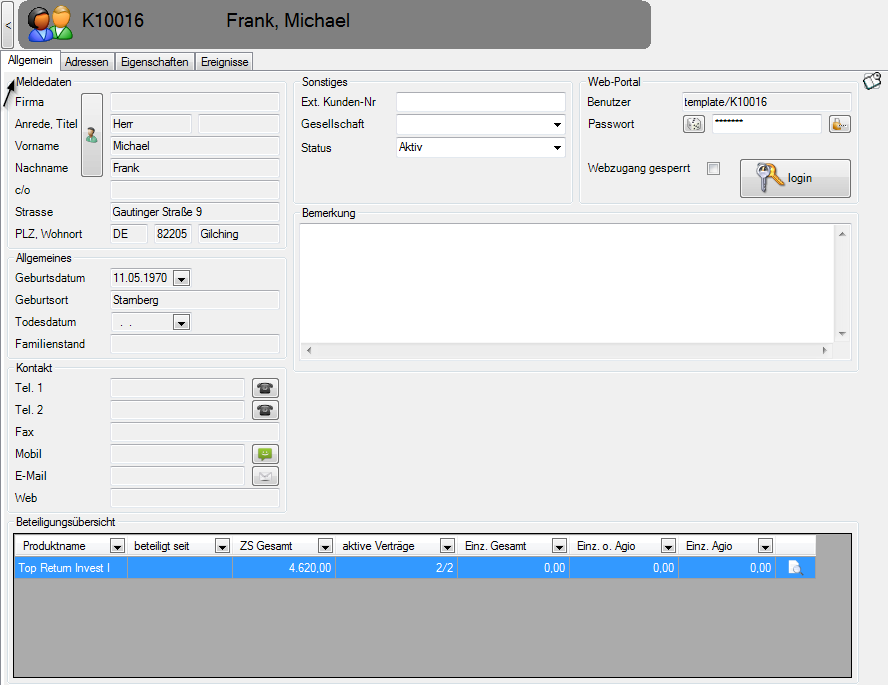 <
K10016 Frank, Michael
Allgemein Adressen Eigenschaften Ereignisse
Meldedaten
Firma
Anrede, Titel Herr
Vorname Michael
Nachname Frank
c/o
Strasse Gautinger Straße 9
PLZ, Wohnort DE 82205 Gilching
Allgemeines
Geburtsdatum 11.05.1970
Geburtsort Starnberg
Todesdatum . .
Familienstand
Kontakt
Tel. 1
Tel. 2
Fax
Mobil
E-Mail
Web
Sonstiges
Ext. Kunden-Nr
Gesellschaft
Status Aktiv
Web-Portal
Benutzer template/K10016
Passwort *******
Webzugang gesperrt
login
Bemerkung
Beteiligungsübersicht
Produktname beteiligt seit ZS Gesamt aktive Verträge Einz. Gesamt Einz. o. Agio Einz. Agio
Top Return Invest I 4.620,00 2/2 0,00 0,00 0,00